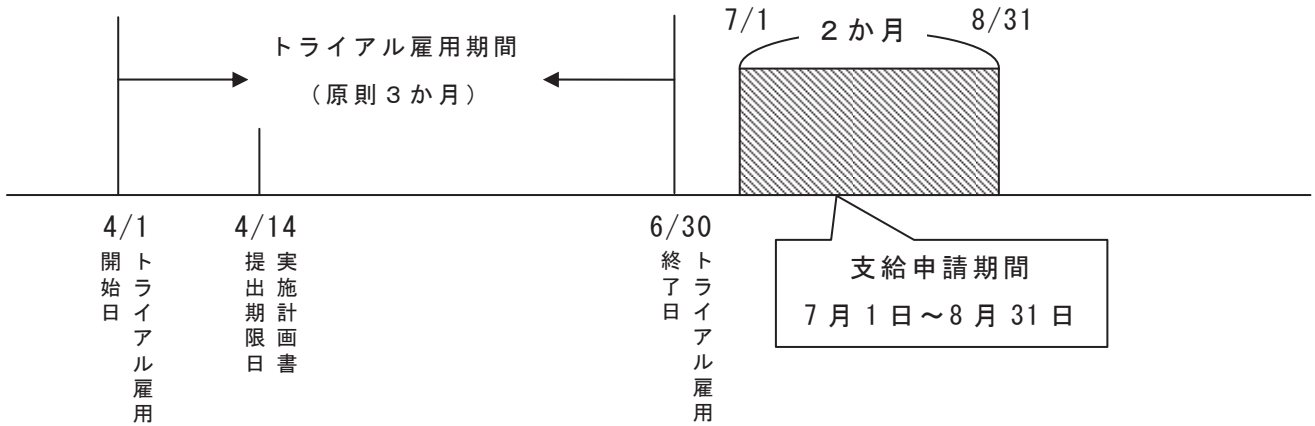 7/1
2か月
8/31
トライアル雇用期間
(原則3か月)
4/1
トライアル雇用
開始日
4/14
実施計画書
提出期限日
6/30
トライアル雇用
終了日
支給申請期間
7月1日～8月31日